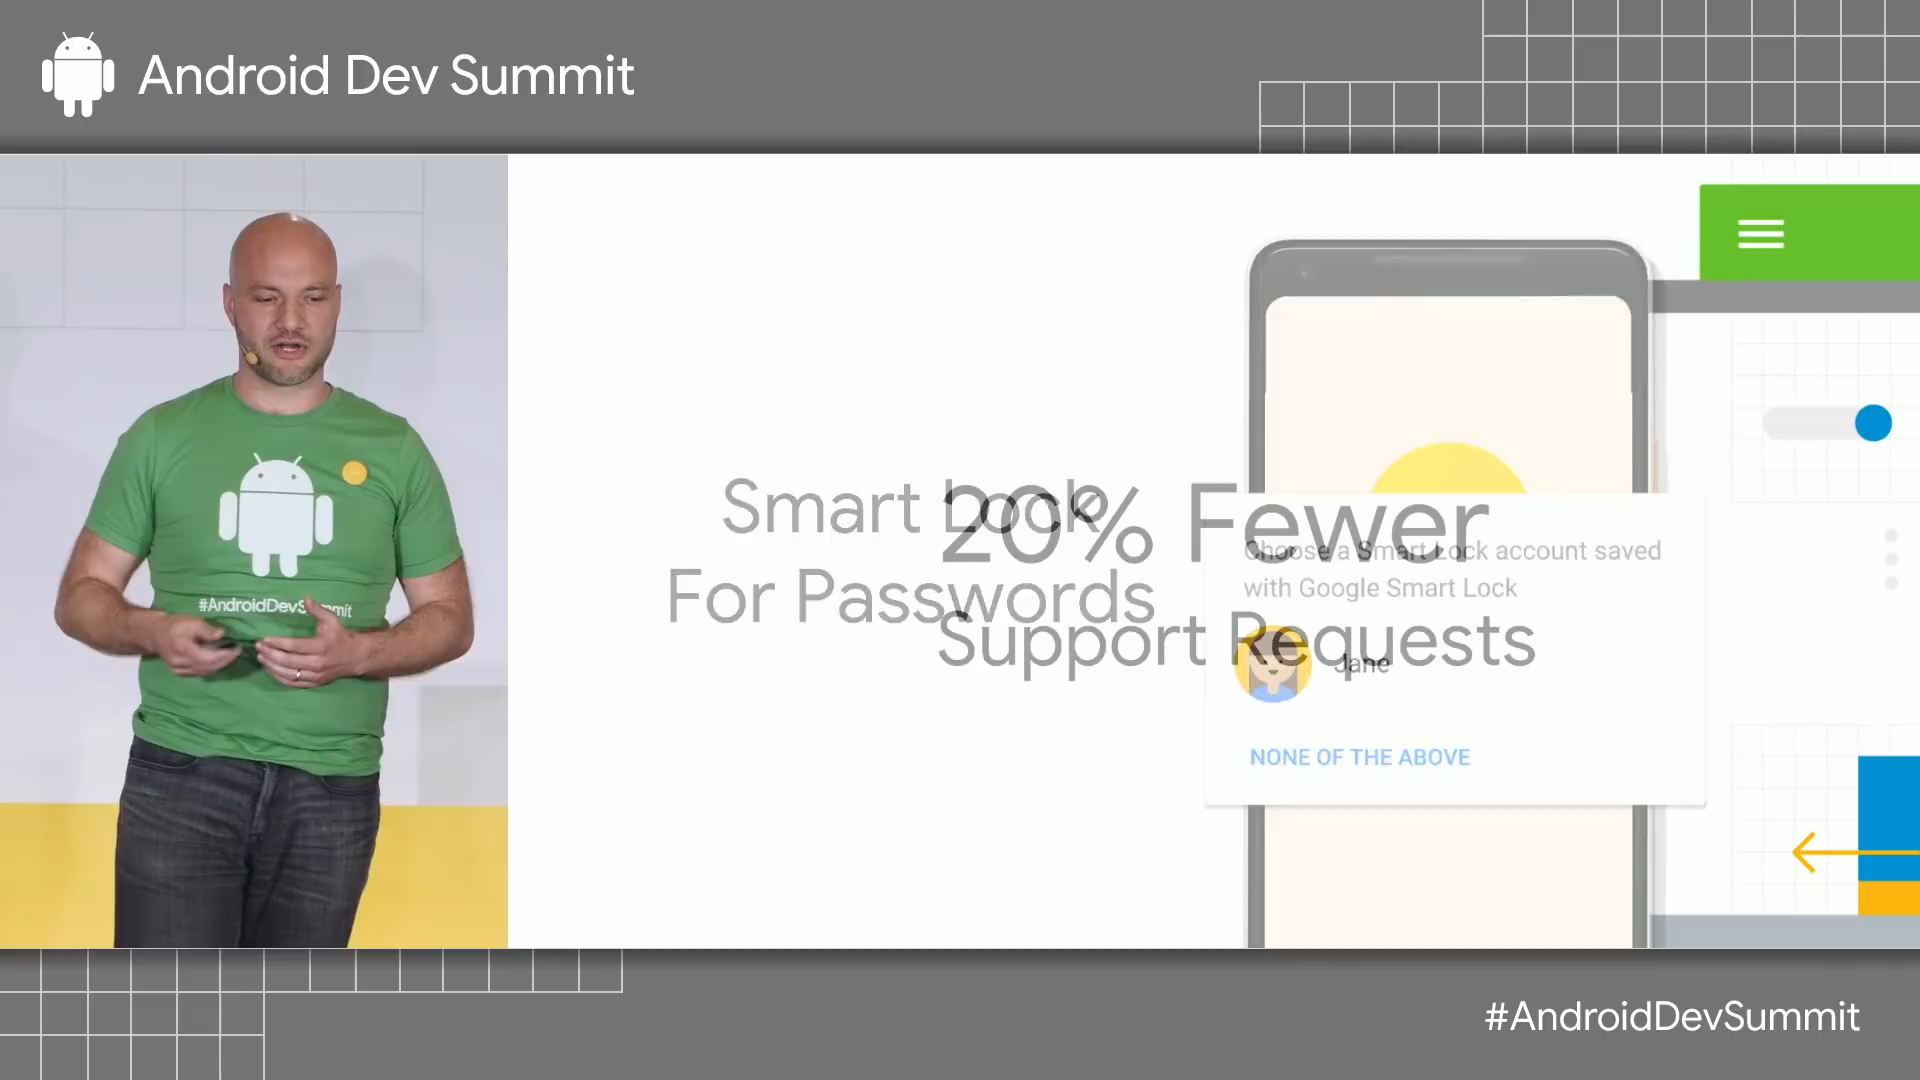 Android Dev Summit
#AndroidDevSummit
Smart Lock
For Passwords
20% Fewer
Support Requests
Choose a Smart Lock account saved
with Google Smart Lock
Jane
NONE OF THE ABOVE
#AndroidDevSummit